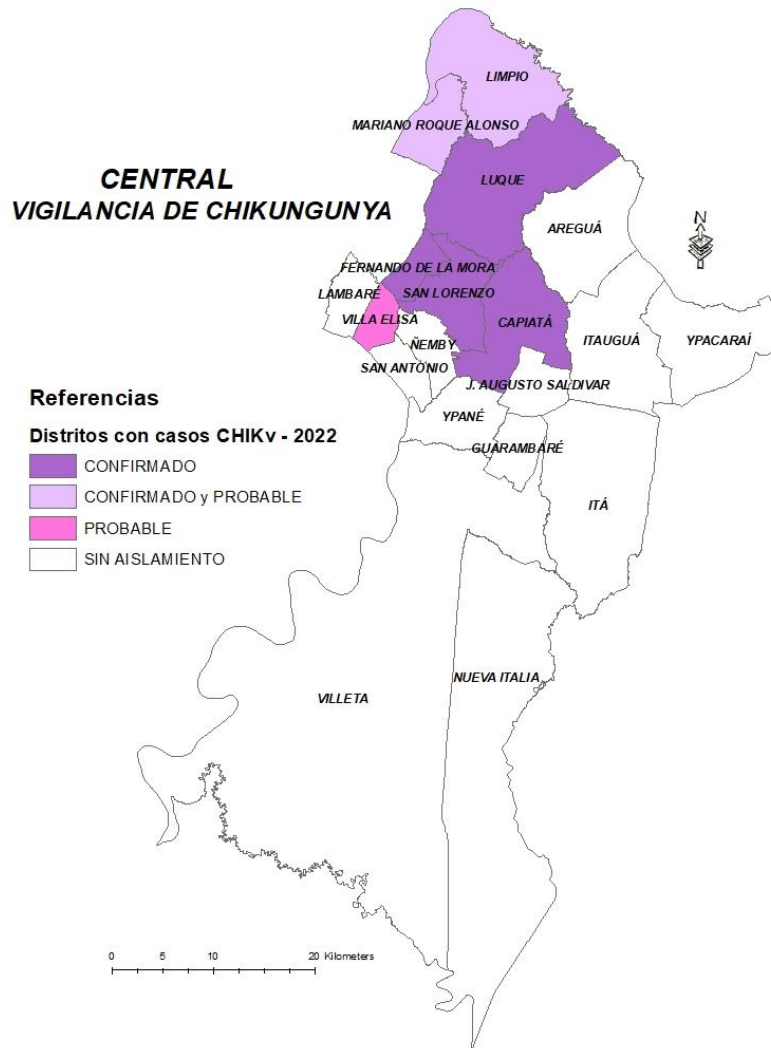 LIMPIO
MARIANO ROQUE ALONSO
CENTRAL
VIGILANCIA DE CHIKUNGUNYA
LUQUE
AREGUÁ
N
FERNANDO DE LA MORA
LAMBARÉ
SAN LORENZO
VILLA ELISA
CAPIATÁ
ÑEMBY
ITAUGUÁ
YPACARAÍ
SAN ANTONIO
J. AUGUSTO SALDIVAR
YPANÉ
GUARAMBARÉ
ITÁ
Referencias
Distritos con casos CHIKv - 2022
CONFIRMADO
CONFIRMADO y PROBABLE
PROBABLE
SIN AISLAMIENTO
VILLETA
NUEVA ITALIA
0 5 10 20 Kilometers